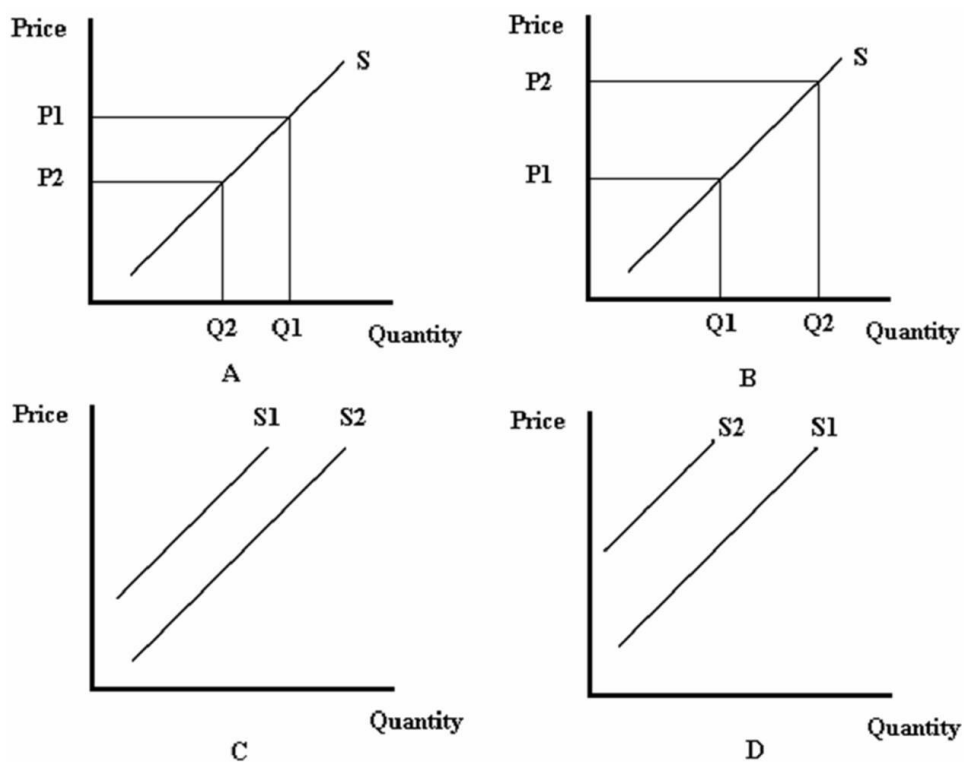 Price
S
P1
P2
Q2 Q1 Quantity
A
Price
P2
S
P1
Q1 Q2 Quantity
B
Price
S1 S2
Quantity
C
Price
S2 S1
Quantity
D